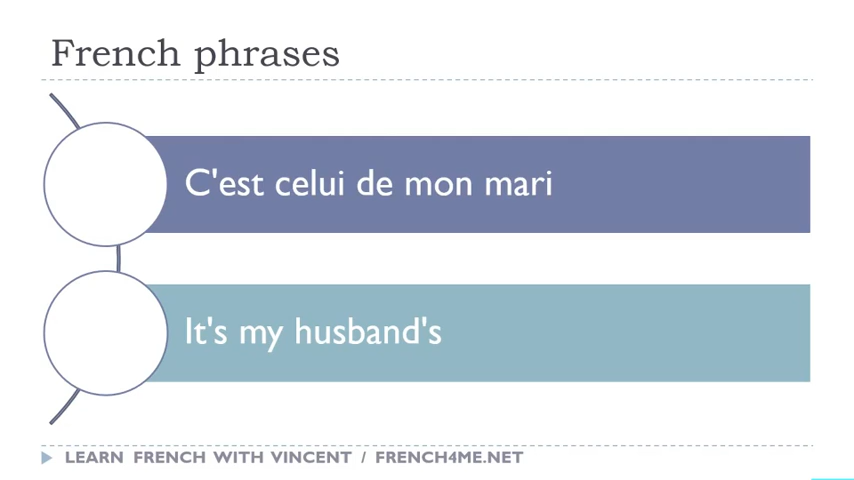 French phrases
C'est celui de mon mari
It's my husband's
LEARN FRENCH WITH VINCENT / FRENCH4ME.NET